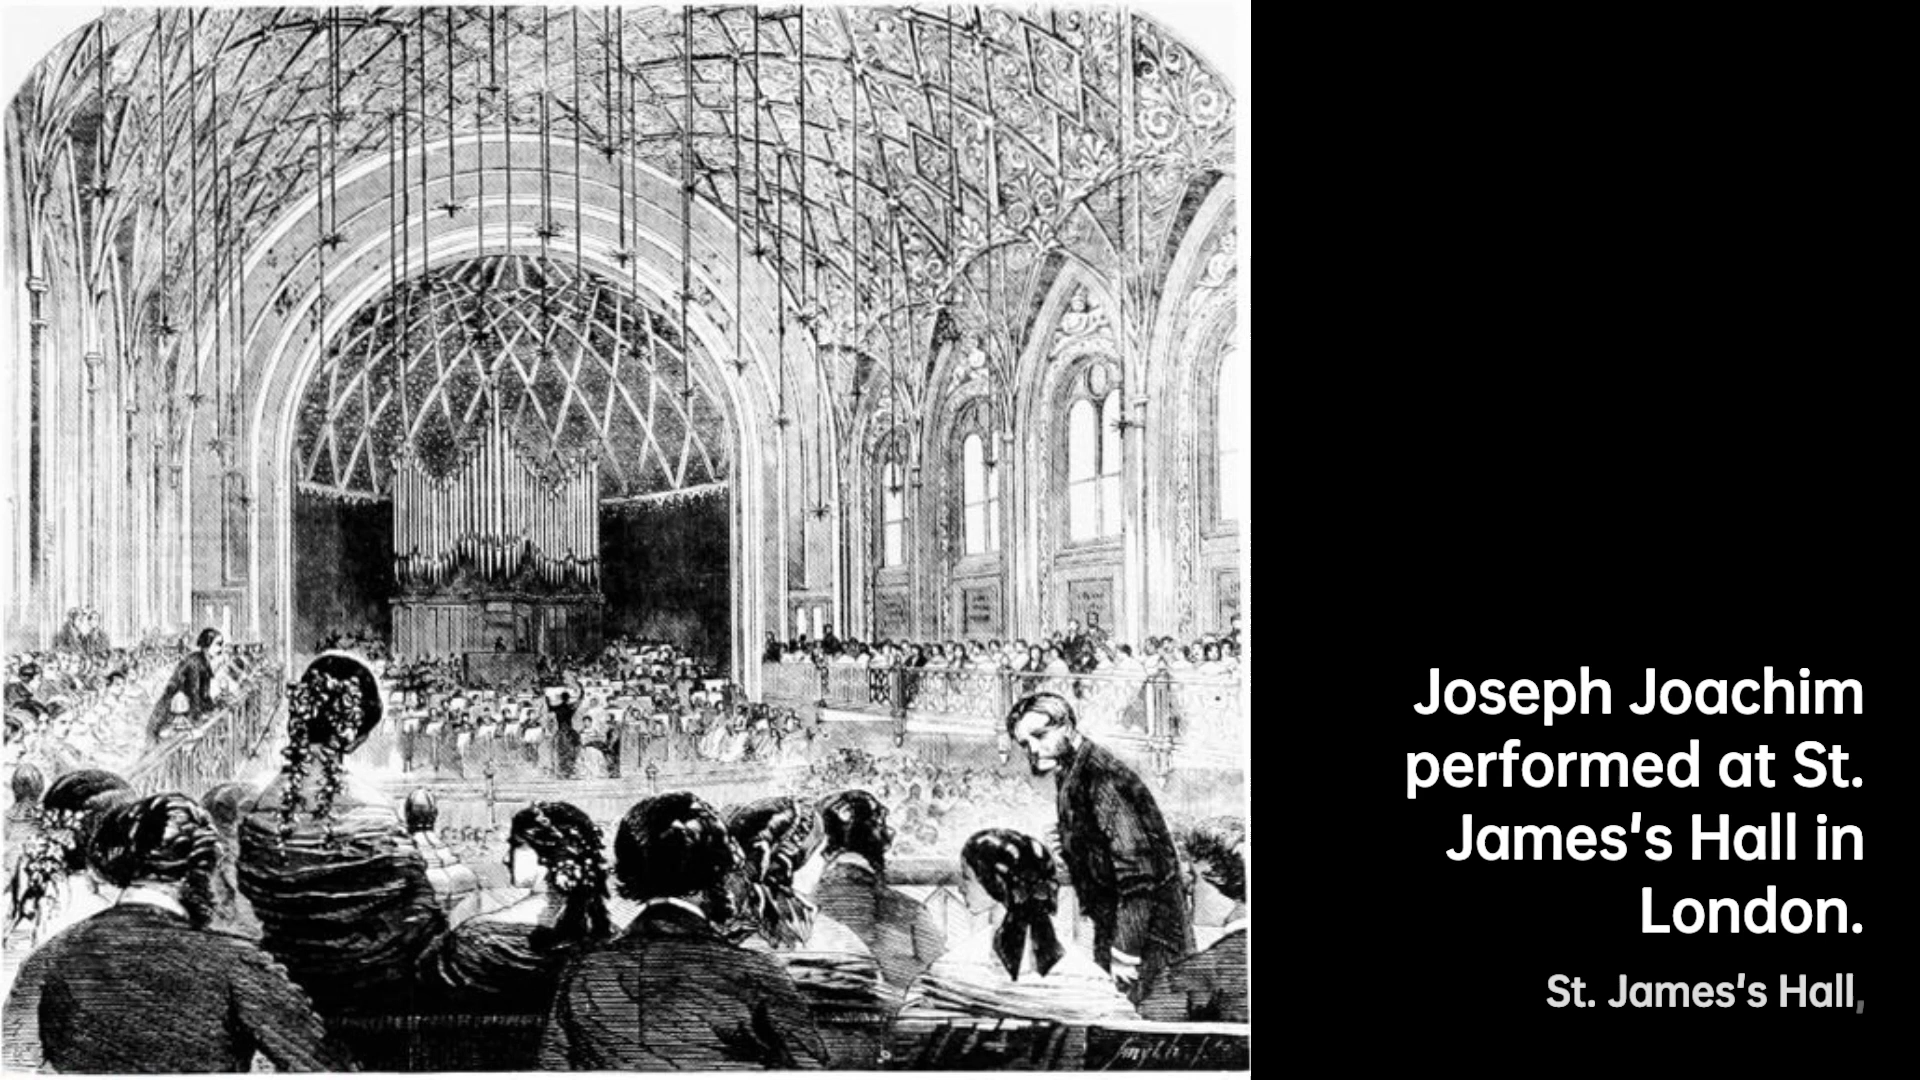 Joseph Joachim
performed at St.
James's Hall in
London.
St. James's Hall,